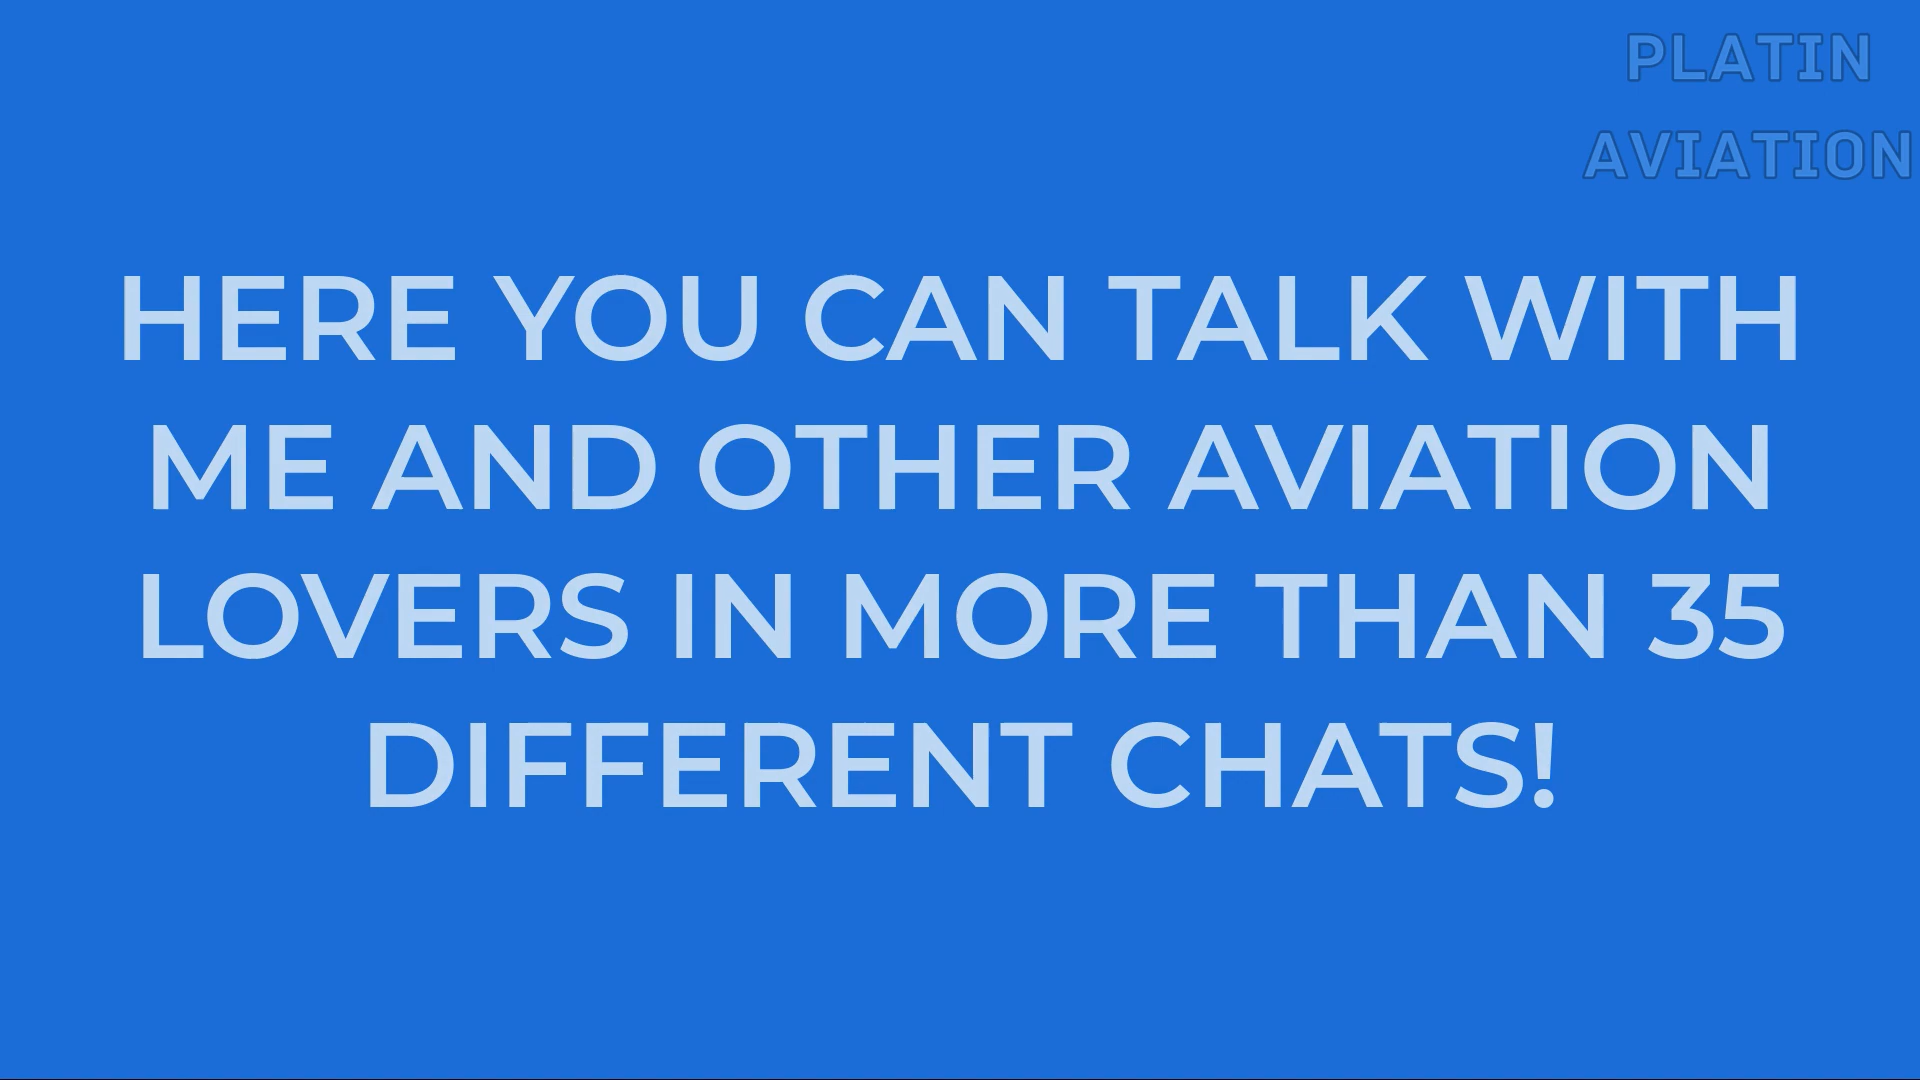 PLATIN
AVIATION
HERE YOU CAN TALK WITH
ME AND OTHER AVIATION
LOVERS IN MORE THAN 35
DIFFERENT CHATS!